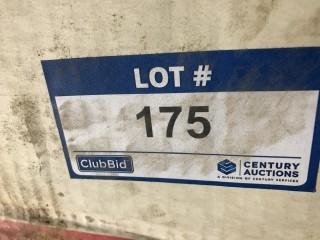 LOT #
175
ClubBid
CENTURY
AUCTIONS
A DIVISION OF CENTURY SERVICES